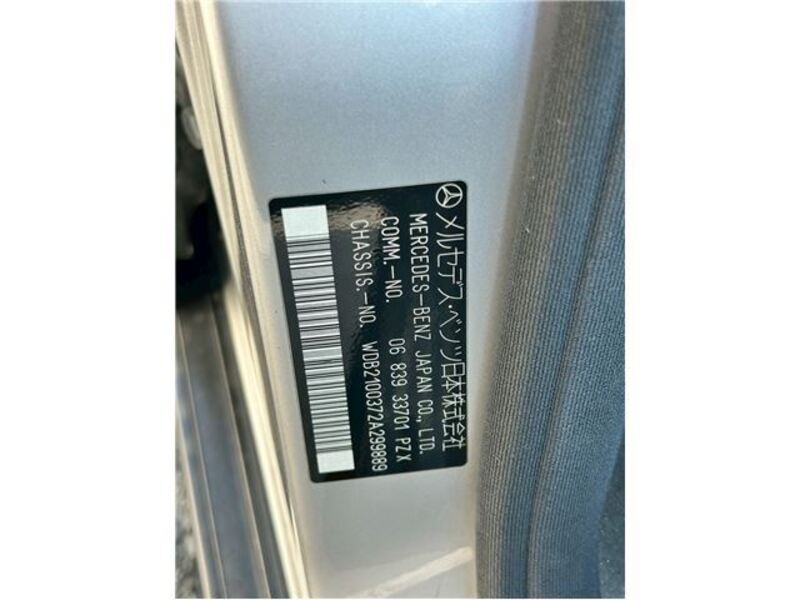 メルセデス・ベンツ日本株式会社
MERCEDES-BENZ JAPAN CO., LTD.
COMM.-NO. 06 839 33701 PZX
CHASSIS.-NO. WDB2100372A299889